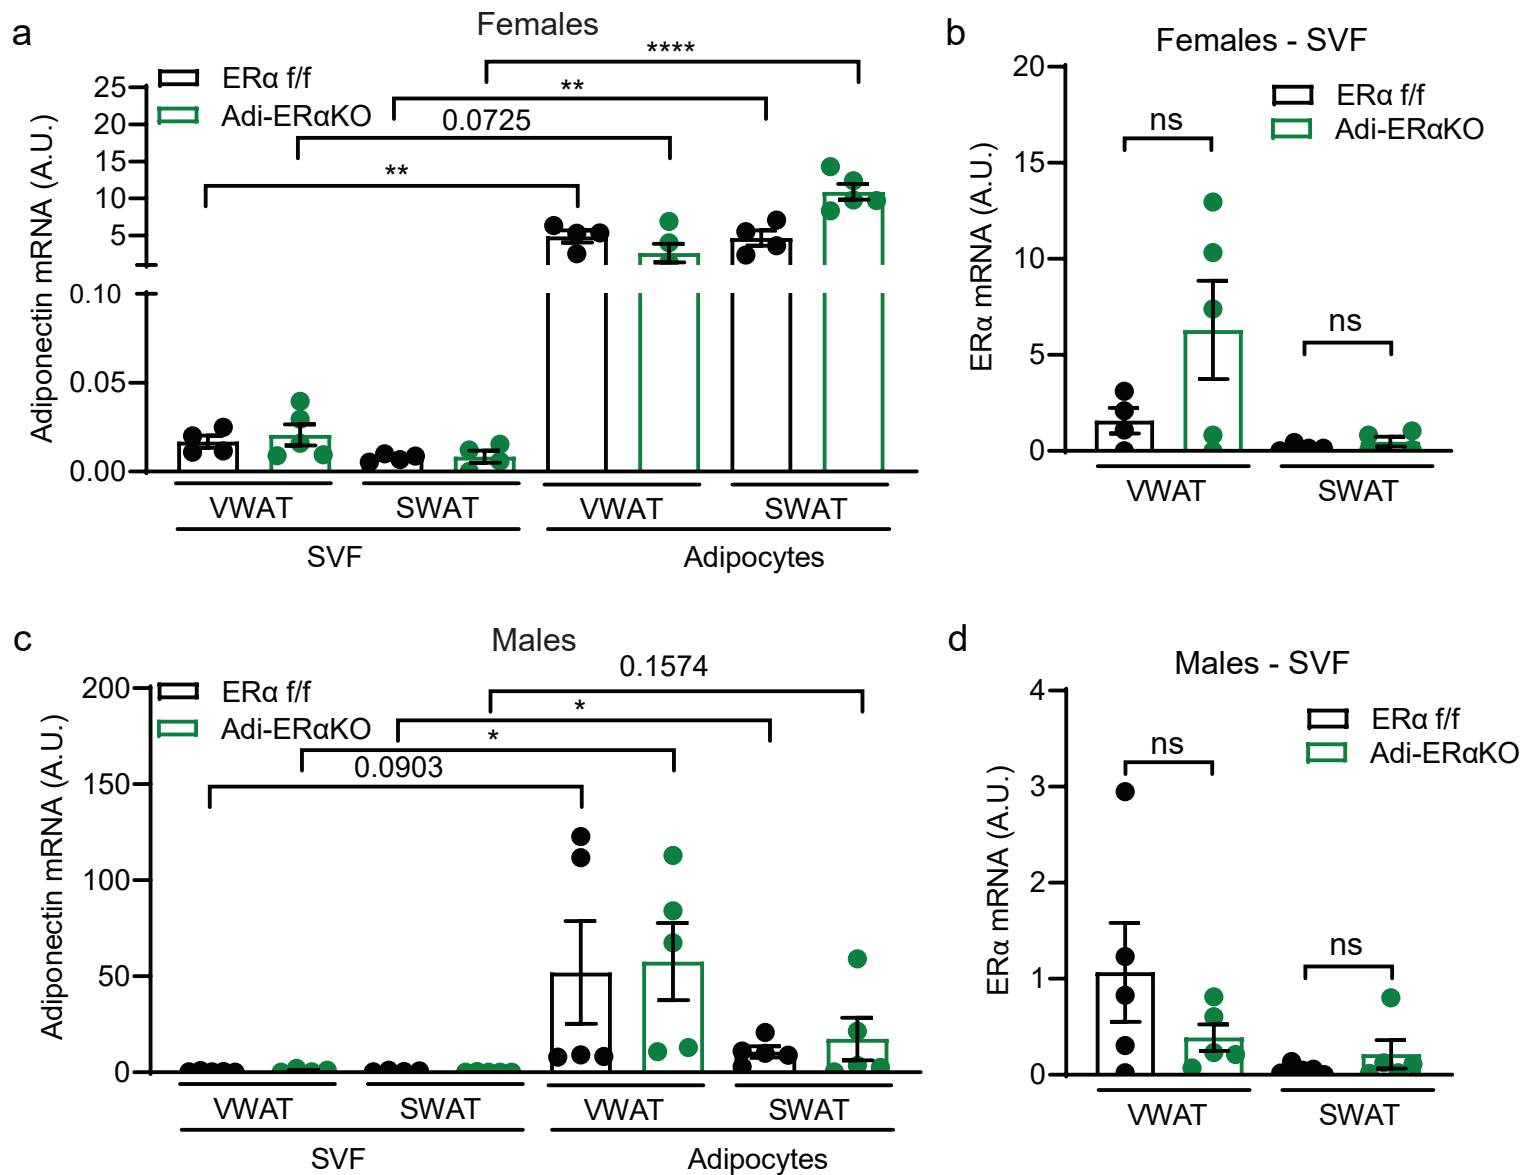 a
Females
ERα f/f
Adi-ERαKO
****
**
0.0725
**
Adiponectin mRNA (A.U.)
25
20
15
10
5
0.10
0.05
0.00
VWAT SWAT VWAT SWAT
SVF Adipocytes
b
Females - SVF
ERα f/f
Adi-ERαKO
ns
ns
ERα mRNA (A.U.)
20
15
10
5
0
VWAT SWAT
c
Males
ERα f/f
Adi-ERαKO
0.1574
*
*
0.0903
Adiponectin mRNA (A.U.)
200
150
100
50
0
VWAT SWAT VWAT SWAT
SVF Adipocytes
d
Males - SVF
ERα f/f
Adi-ERαKO
ns
ns
ERα mRNA (A.U.)
4
3
2
1
0
VWAT SWAT